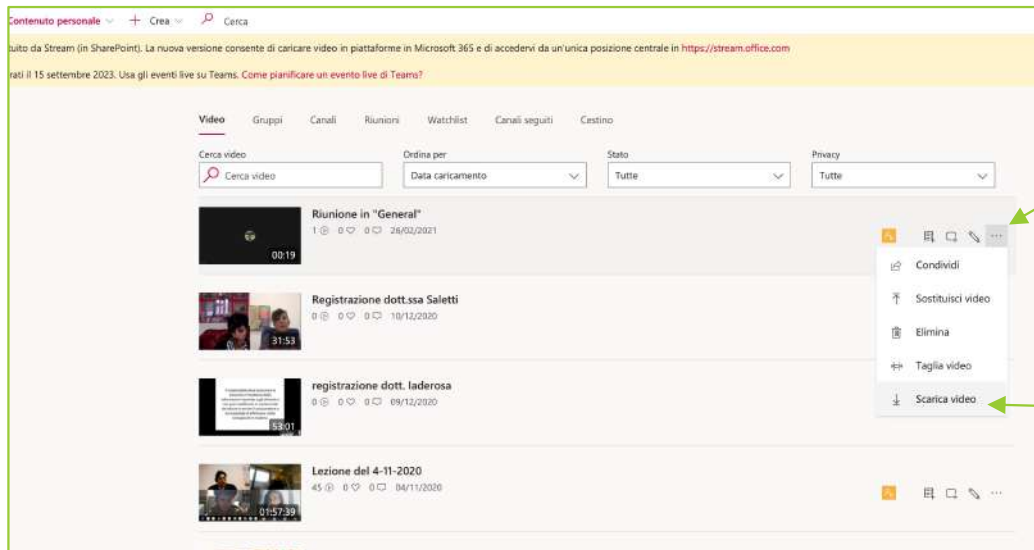 Contenuto personale + Crea Cerca
tuito da Stream (in SharePoint). La nuova versione consente di caricare video in piattaforme in Microsoft 365 e di accedervi da un'unica posizione centrale in https://stream.office.com
rati il 15 settembre 2023. Usa gli eventi live su Teams. Come pianificare un evento live di Teams?
Video Gruppi Canali Riunioni Watchlist Canali seguiti Cestino
Cerca video Ordina per Stato Privacy
Cerca video Data caricamento Tutte Tutte
Riunione in "General"
1 0 0 26/02/2021
00:19
Condividi
Sostituisci video
Elimina
Taglia video
Scarica video
Registrazione dott.ssa Saletti
0 0 0 10/12/2020
31:53
registrazione dott. Iaderosa
0 0 0 09/12/2020
53:01
Lezione del 4-11-2020
45 0 0 04/11/2020
01:57:39